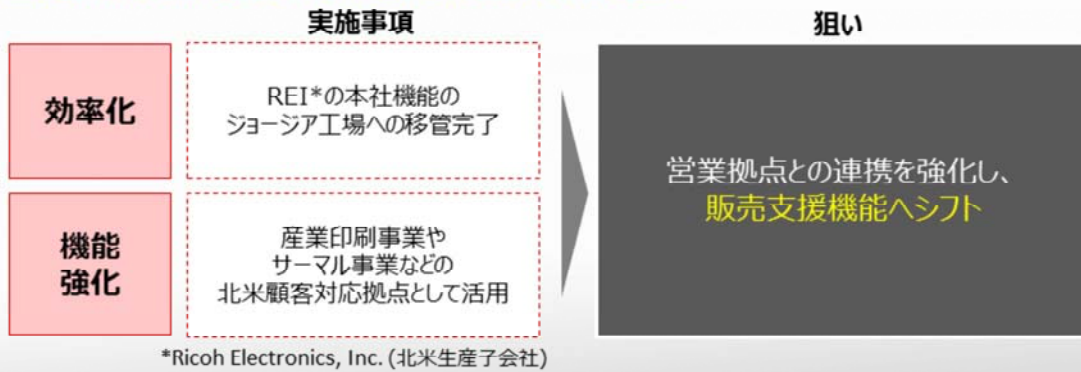 実施事項
狙い
効率化
REI*の本社機能の
ジョージア工場への移管完了
機能
強化
産業印刷事業や
サーマル事業などの
北米顧客対応拠点として活用
営業拠点との連携を強化し、
販売支援機能へシフト
*Ricoh Electronics, Inc. (北米生産子会社)